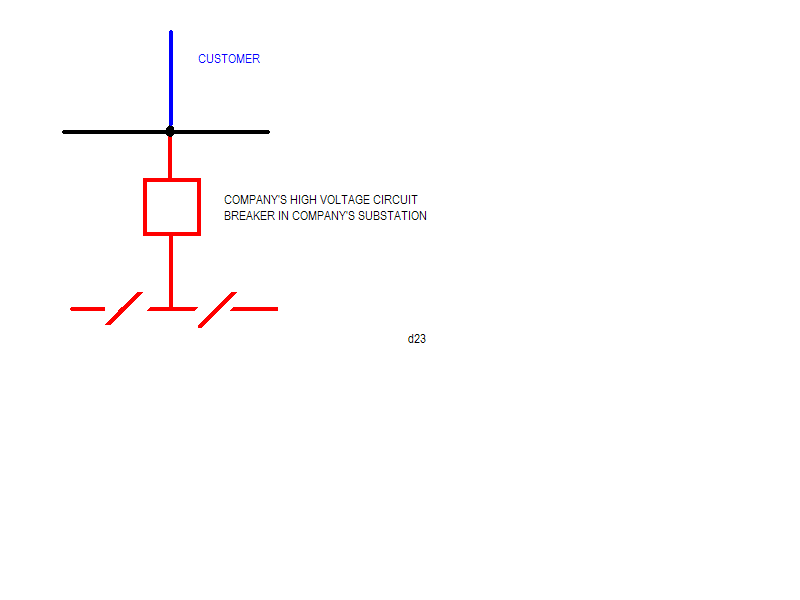 CUSTOMER
COMPANY'S HIGH VOLTAGE CIRCUIT
BREAKER IN COMPANY'S SUBSTATION
d23